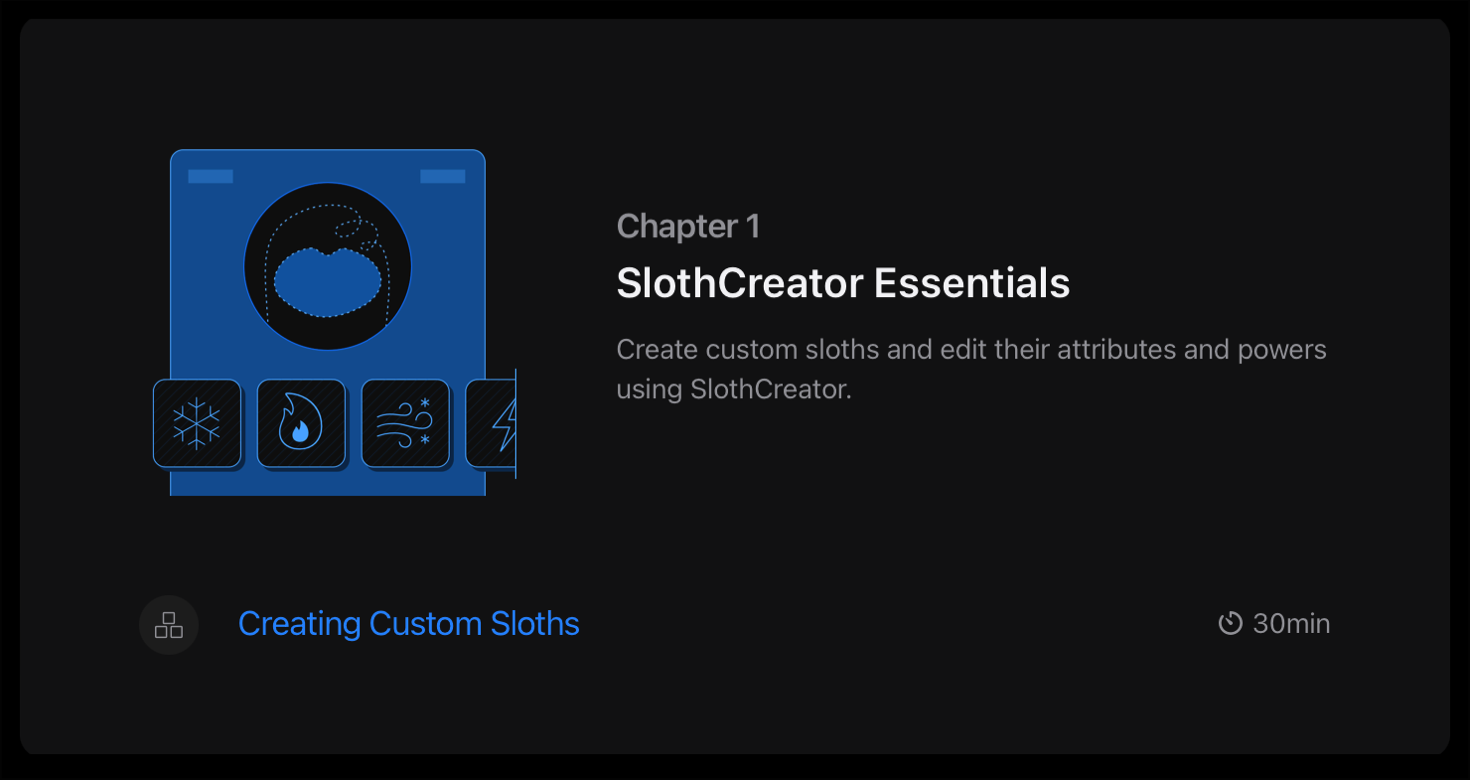 Chapter 1
SlothCreator Essentials
Create custom sloths and edit their attributes and powers
using SlothCreator.
Creating Custom Sloths
30min